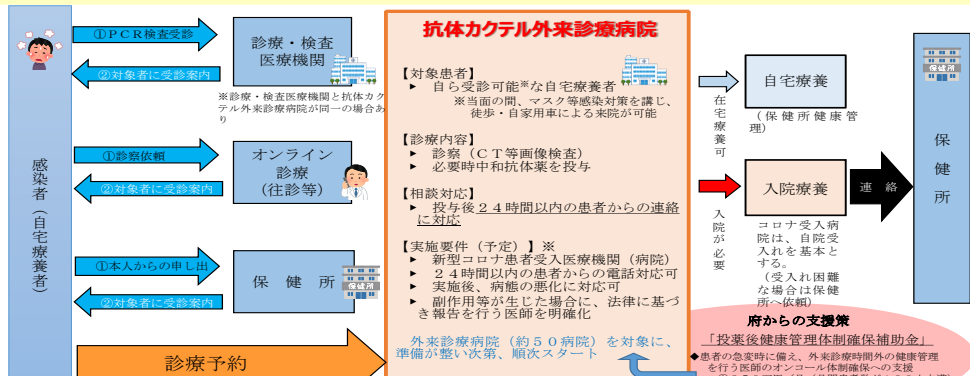 感染者（自宅療養者）
①ＰＣＲ検査受診
②対象者に受診案内
診療・検査
医療機関
※診療・検査医療機関と抗体カク
テル外来診療病院が同一の場合あ
り
①診察依頼
②対象者に受診案内
オンライン
診療
（往診等）
①本人からの申し出
②対象者に受診案内
保健所
保健所
診療予約
抗体カクテル外来診療病院
【対象患者】
▶ 自ら受診可能※な自宅療養者
※当面の間、マスク等感染対策を講じ、
徒歩・自家用車による来院が可能
【診療内容】
▶ 診察（ＣＴ等画像検査）
▶ 必要時中和抗体薬を投与
【相談対応】
▶ 投与後２４時間以内の患者からの連絡
に対応
【実施要件（予定）】※
▶ 新型コロナ患者受入医療機関（病院）
▶ ２４時間以内の患者からの電話対応可
▶ 実施後、病態の悪化に対応可
▶ 副作用等が生じた場合に、法律に基づ
き報告を行う医師を明確化
外来診療病院（約５０病院）を対象に、
準備が整い次第、順次スタート
在宅療養可
自宅療養
（保健所健康管
理）
入院が必要
入院療養
コロナ受入病
院は、自院受
入れを基本と
する。
（受入れ困難
な場合は保健
所へ依頼）
連絡
保健所
保健所
府からの支援策
「投薬後健康管理体制確保補助金」
◆患者の急変時に備え、外来診療時間外の健康管理
を行う医師のオンコール体制確保への支援